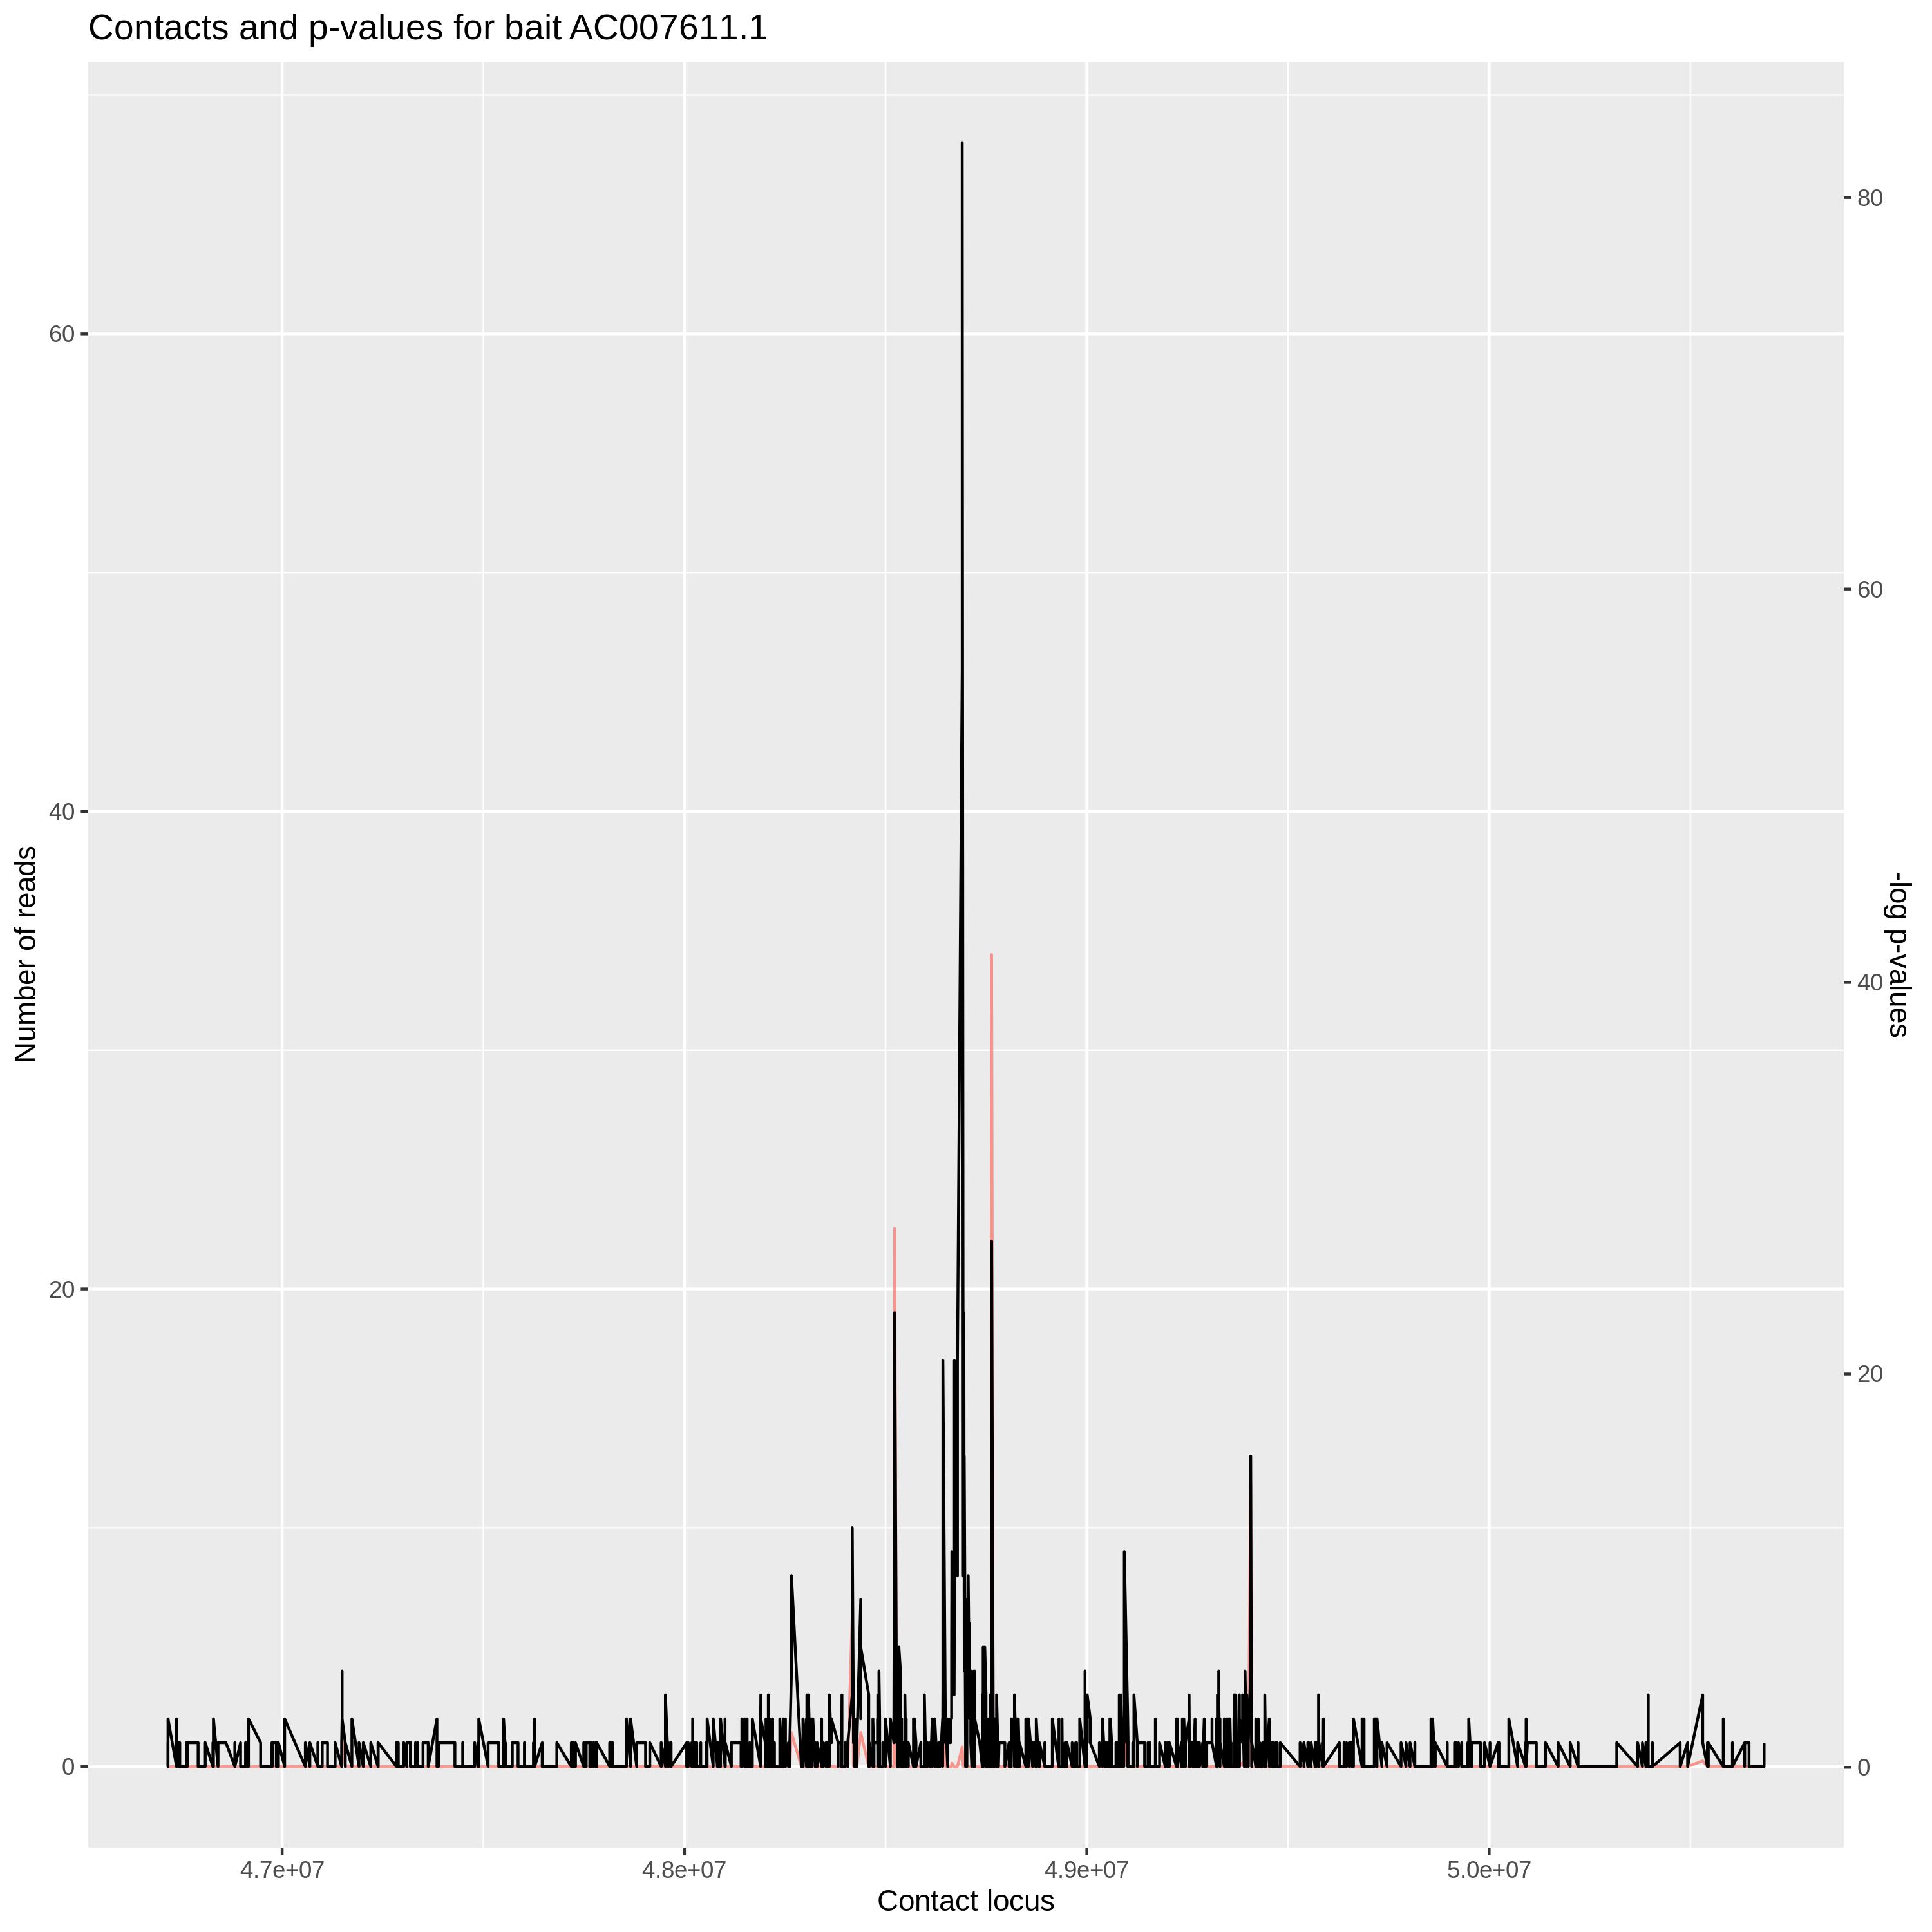 Contacts and p-values for bait AC007611.1
Number of reads
60
40
20
0
80
60
40
20
0
-log p-values
4.7e+07 4.8e+07 4.9e+07 5.0e+07
Contact locus